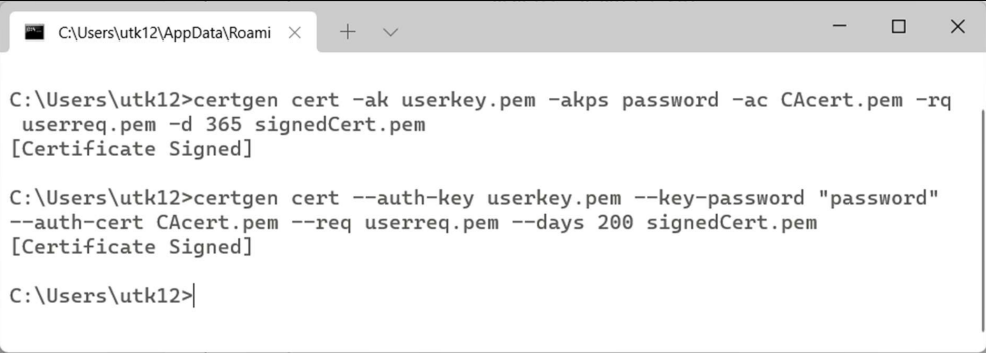 C:\Users\utk12\AppData\Roami
C:\Users\utk12>certgen cert -ak userkey.pem -akps password -ac CAcert.pem -rq
userreq.pem -d 365 signedCert.pem
[Certificate Signed]
C:\Users\utk12>certgen cert --auth-key userkey.pem --key-password "password"
--auth-cert CAcert.pem --req userreq.pem --days 200 signedCert.pem
[Certificate Signed]
C:\Users\utk12>